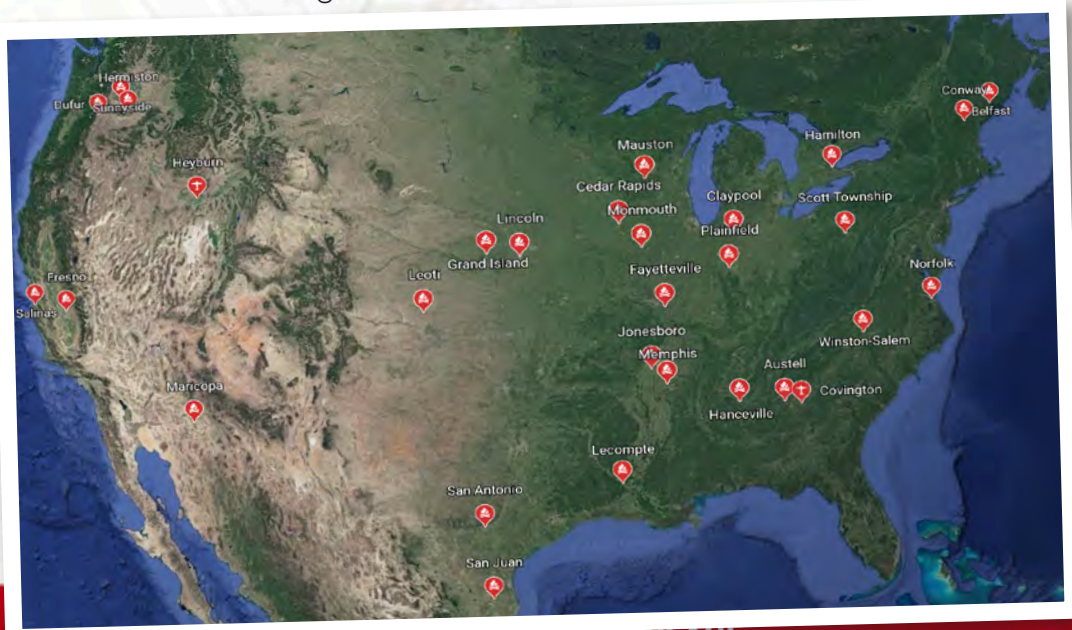 Hermiston
Dufur
Sunnyside
Conway
Belfast
Hamilton
Mauston
Heyburn
Cedar Rapids
Claypool
Scott Township
Monmouth
Lincoln
Plainfield
Grand Island
Fayetteville
Norfolk
Leoti
Fresno
Salinas
Jonesboro
Winston-Salem
Memphis
Austell
Maricopa
Covington
Hanceville
Lecompte
San Antonio
San Juan